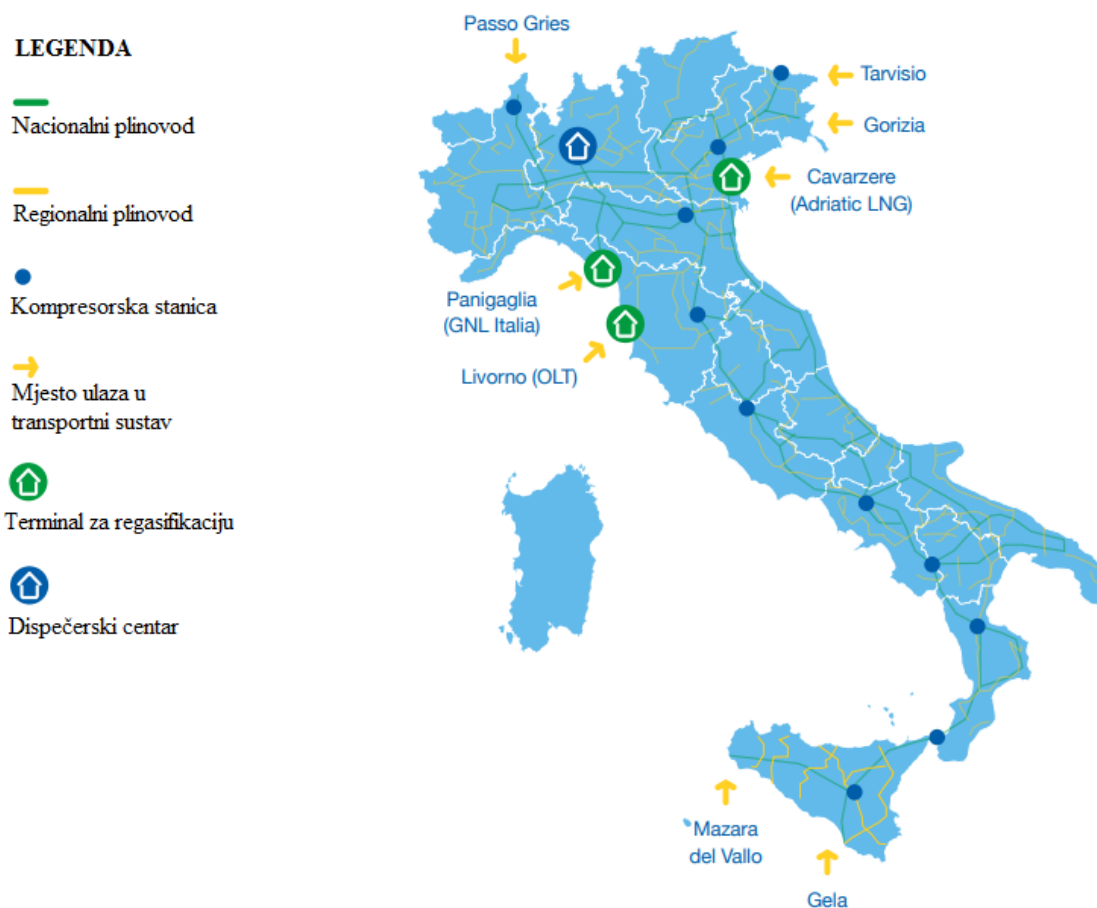 LEGENDA
Nacionalni plinovod
Regionalni plinovod
Kompresorska stanica
Mjesto ulaza u
transportni sustav
Terminal za regasifikaciju
Dispečerski centar
Passo Gries
Tarvisio
Gorizia
Cavarzere
(Adriatic LNG)
Panigaglia
(GNL Italia)
Livorno (OLT)
Mazara
del Vallo
Gela